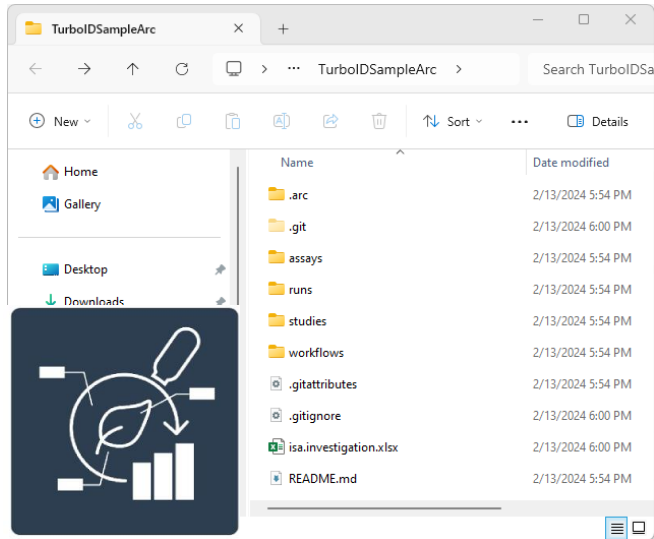 TurboIDSampleArc
TurboIDSampleArc
Search TurboIDSa
New
Sort
Details
Home
Gallery
Desktop
Downloads
Name Date modified
.arc 2/13/2024 5:54 PM
.git 2/13/2024 6:00 PM
assays 2/13/2024 5:54 PM
runs 2/13/2024 5:54 PM
studies 2/13/2024 5:54 PM
workflows 2/13/2024 5:54 PM
.gitattributes 2/13/2024 5:54 PM
.gitignore 2/13/2024 6:00 PM
isa.investigation.xlsx 2/13/2024 6:00 PM
README.md 2/13/2024 5:54 PM